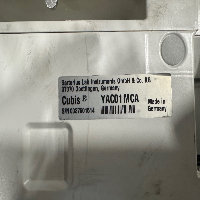 Sartorius Lab Instruments GmbH & Co. KG
37070 Goettingen, Germany
Cubis ® YAC01MCA
Made in
Germany